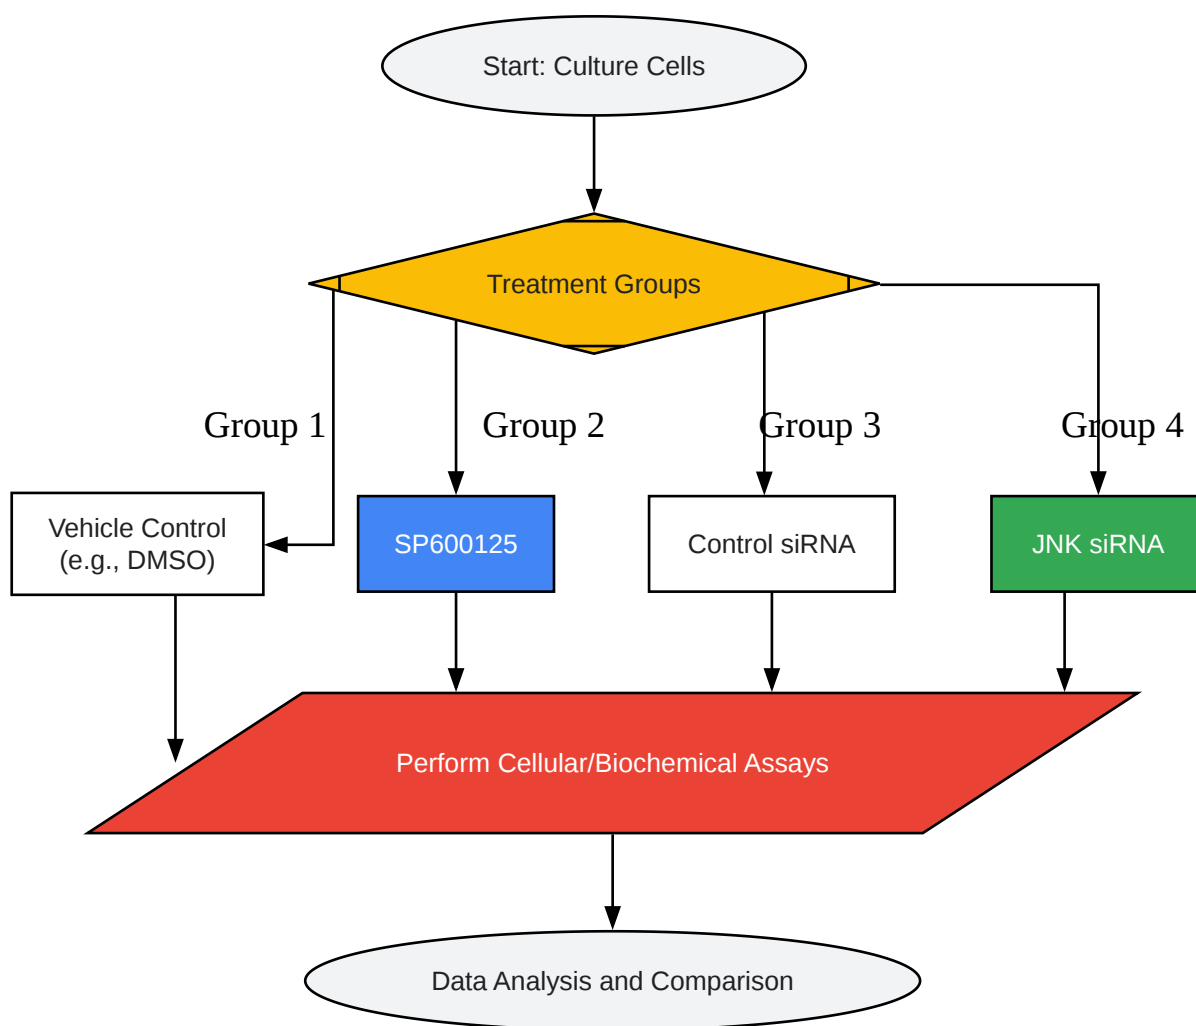 Start: Culture Cells
Treatment Groups
Group 1
Group 2
Group 3
Group 4
Vehicle Control
(e.g., DMSO)
SP600125
Control siRNA
JNK siRNA
Perform Cellular/Biochemical Assays
Data Analysis and Comparison